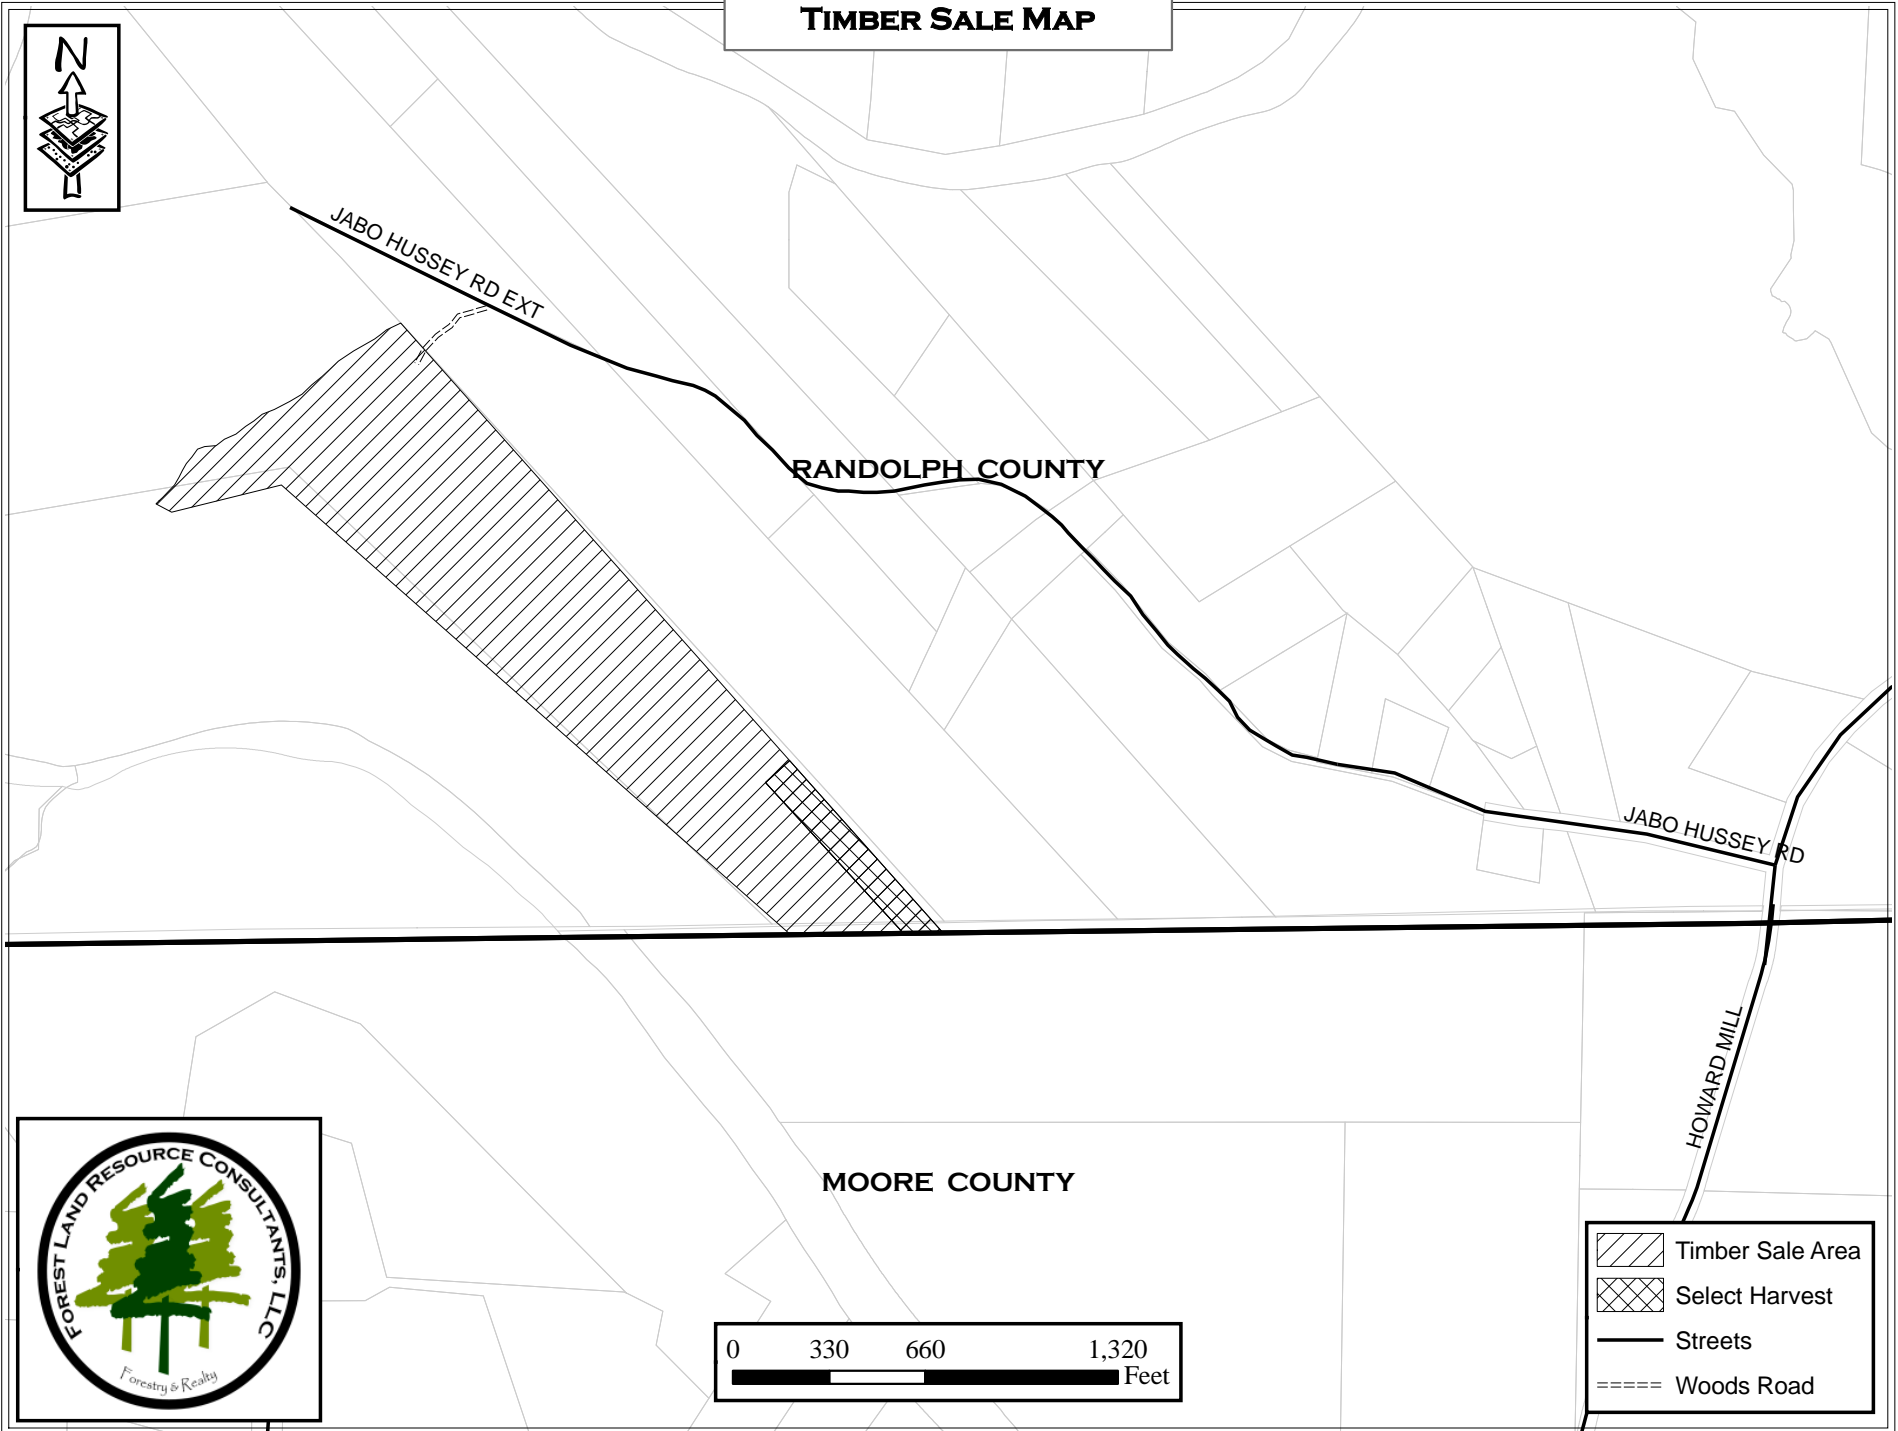 TIMBER SALE MAP
N
JABO HUSSEY RD EXT
RANDOLPH COUNTY
JABO HUSSEY RD
HOWARD MILL
MOORE COUNTY
FOREST LAND RESOURCE CONSULTANTS, LLC
Forestry & Realty
0 330 660 1,320
Feet
Timber Sale Area
Select Harvest
Streets
Woods Road